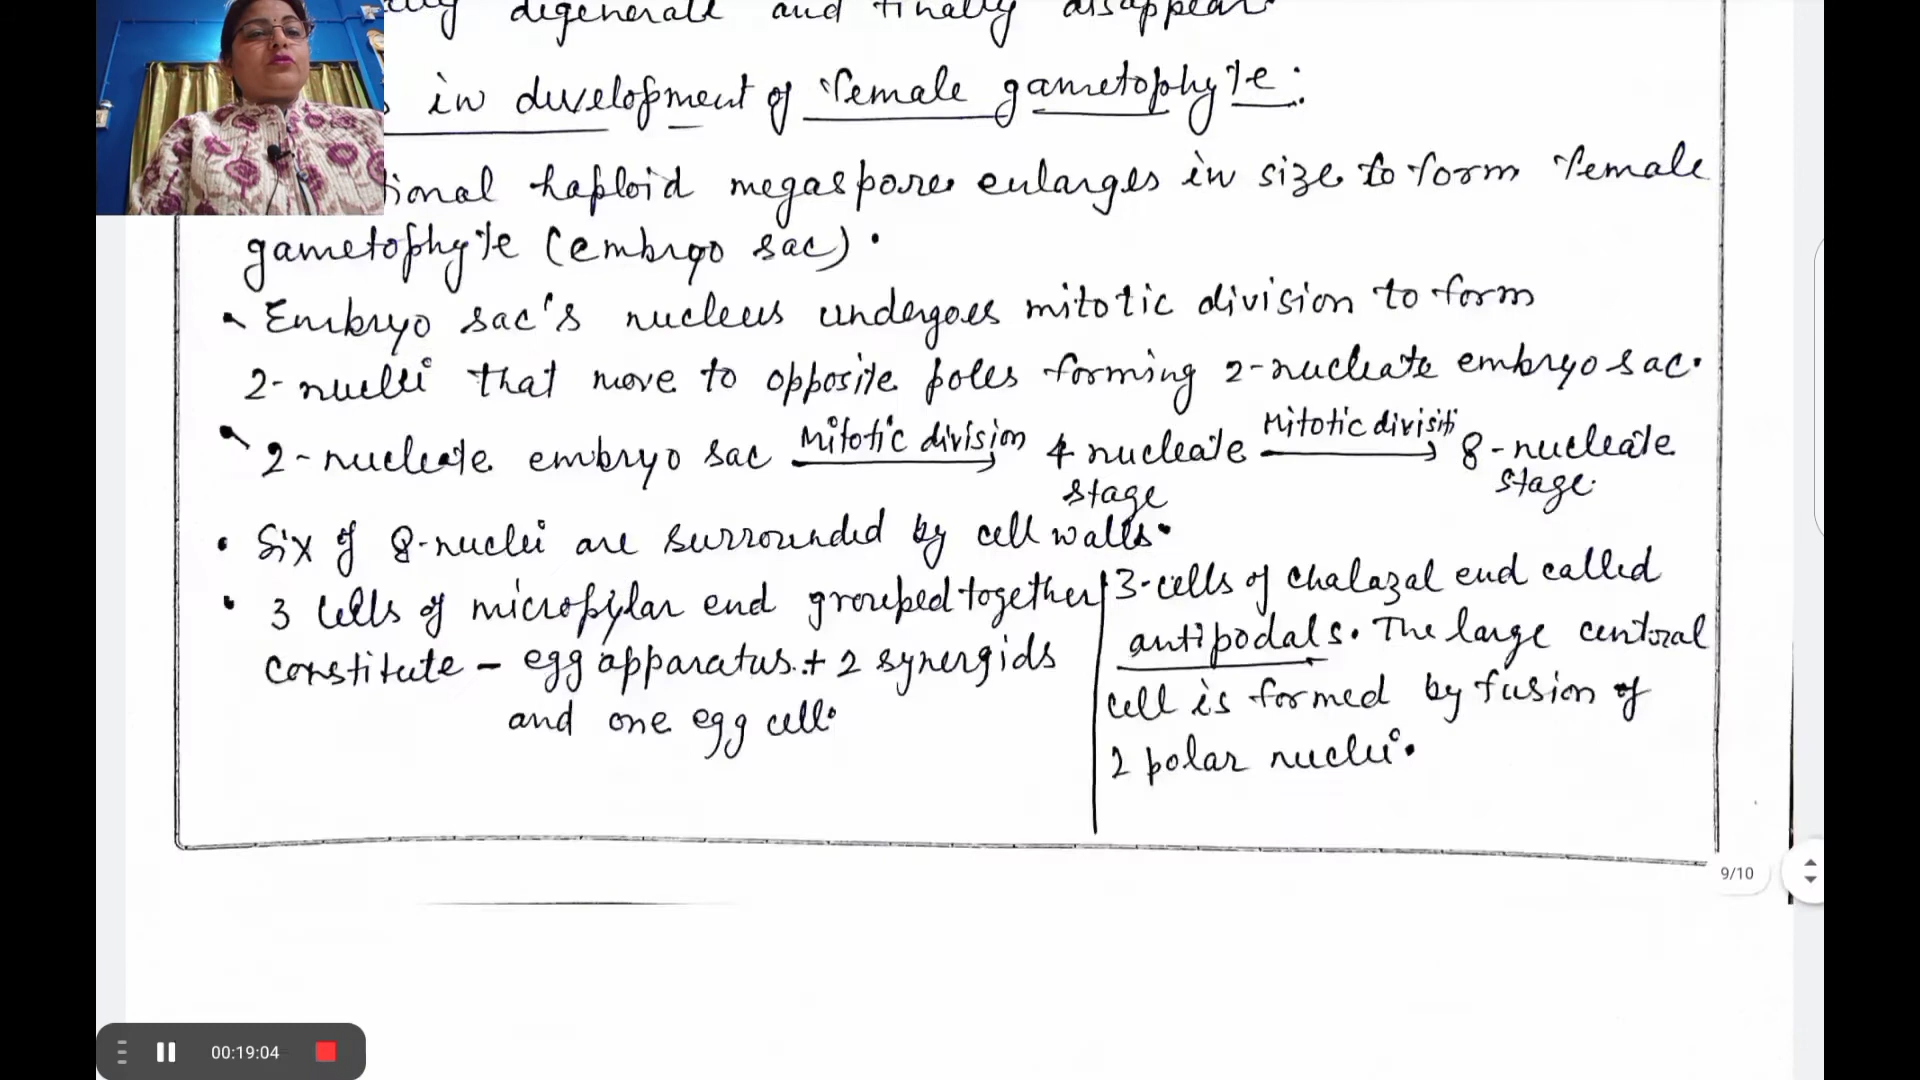 degenerate and finally disappear
in development of female gametophyte:
tional haploid megaspore enlarges in size to form female
gametophyte (embryo sac).
Embryo sac's nucleus undergoes mitotic division to form
2-nuclei that move to opposite poles forming 2-nucleate embryo sac.
2-nucleate embryo sac Mitotic division 4 nucleate stage Mitotic divisi 8-nucleate stage.
Six of 8-nuclei are surrounded by cell walls.
3 cells of micropylar end grouped together
constitute - egg apparatus + 2 synergids
and one egg cell.
3-cells of chalazal end called
antipodals. The large central
cell is formed by fusion of
2 polar nuclei.
9/10
00:19:04